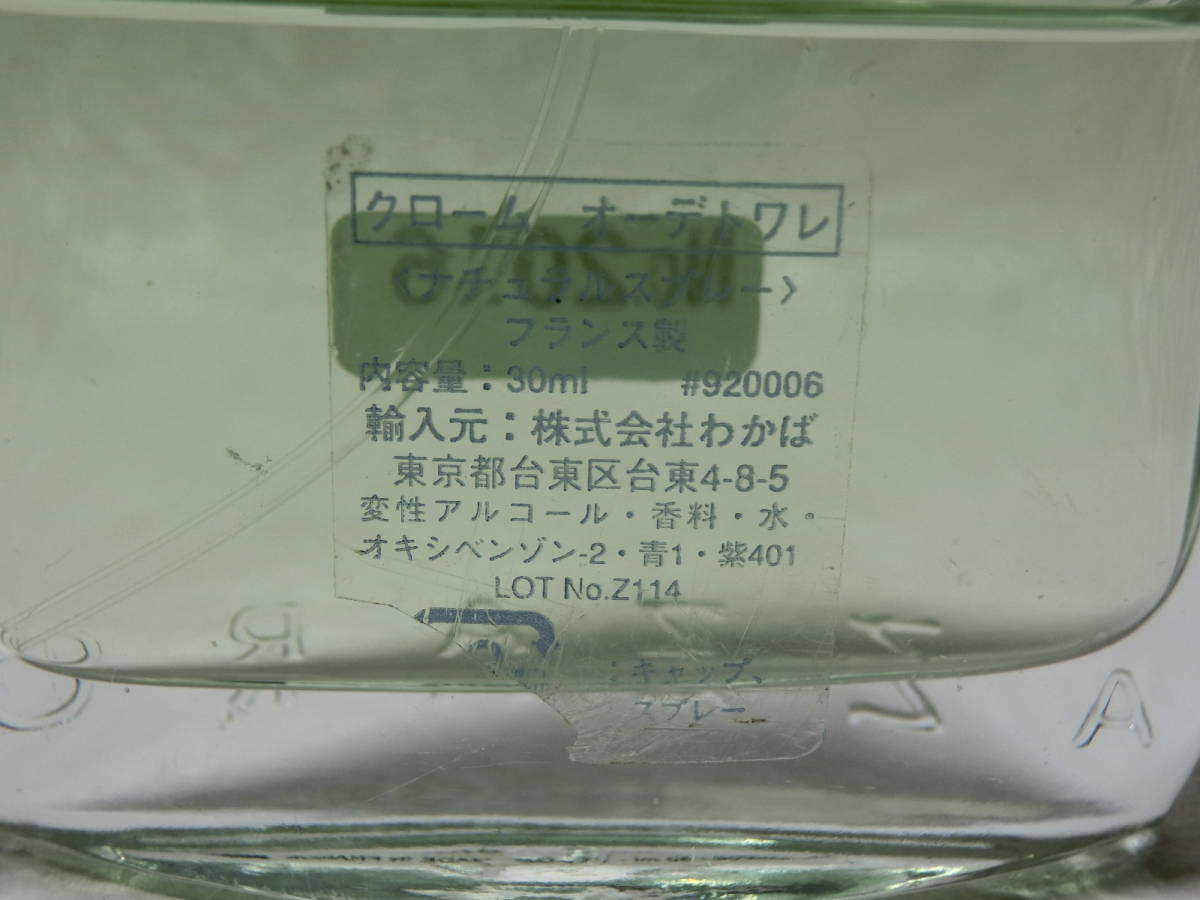 クローム オーデトワレ
〈ナチュラルスプレー〉
フランス製
内容量：30ml #920006
輸入元：株式会社わかば
東京都台東区台東4-8-5
変性アルコール・香料・水・
オキシベンゾン-2・青1・紫401
LOT No.Z114
：キャップ、
スプレー